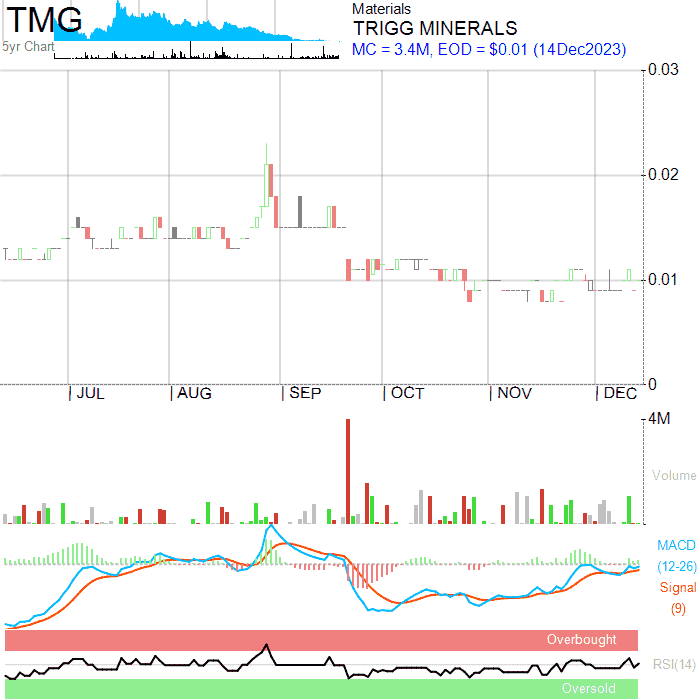 TMG
5yr Chart
Materials
TRIGG MINERALS
MC = 3.4M, EOD = $0.01 (14Dec2023)
0.03
0.02
0.01
0
JUL AUG SEP OCT NOV DEC
4M
Volume
MACD
(12-26)
Signal
(9)
Overbought
RSI(14)
Oversold